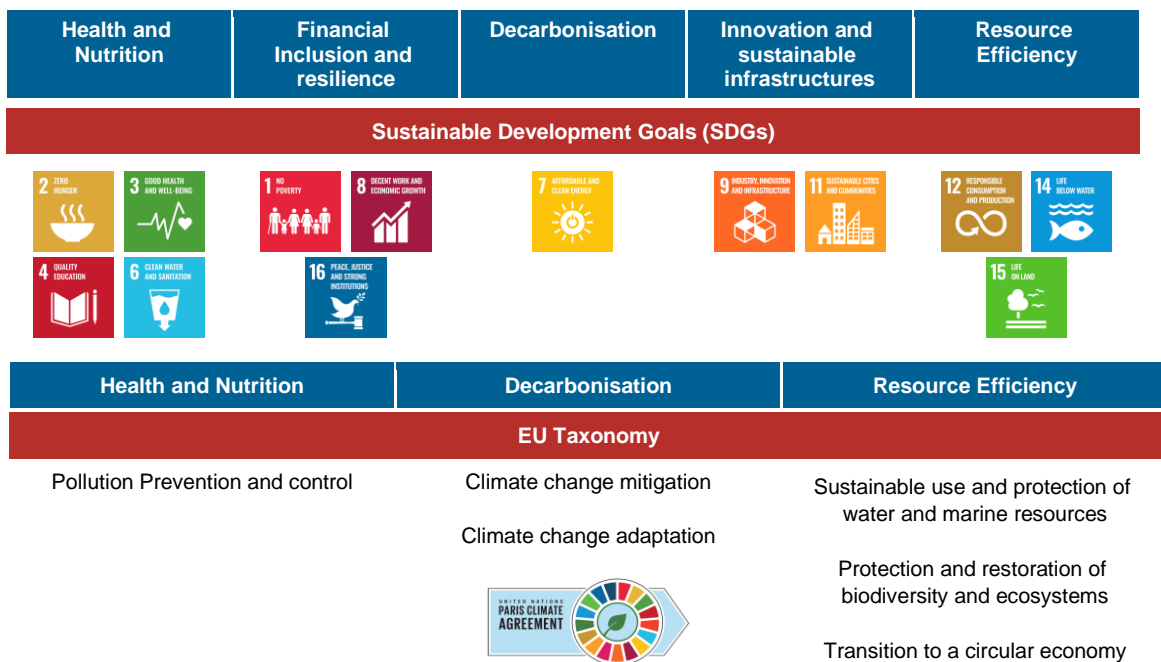 Health and
Nutrition
Financial
Inclusion and
resilience
Decarbonisation
Innovation and
sustainable
infrastructures
Resource
Efficiency
Sustainable Development Goals (SDGs)
2 ZERO
HUNGER
3 GOOD HEALTH
AND WELL-BEING
1 NO
POVERTY
8 DECENT WORK AND
ECONOMIC GROWTH
7 AFFORDABLE AND
CLEAN ENERGY
9 INDUSTRY, INNOVATION
AND INFRASTRUCTURE
11 SUSTAINABLE CITIES
AND COMMUNITIES
12 RESPONSIBLE
CONSUMPTION
AND PRODUCTION
14 LIFE
BELOW WATER
4 QUALITY
EDUCATION
6 CLEAN WATER
AND SANITATION
16 PEACE, JUSTICE
AND STRONG
INSTITUTIONS
15 LIFE
ON LAND
Health and Nutrition
Decarbonisation
Resource Efficiency
EU Taxonomy
Pollution Prevention and control
Climate change mitigation
Climate change adaptation
UNITED NATIONS
PARIS CLIMATE
AGREEMENT
Sustainable use and protection of
water and marine resources
Protection and restoration of
biodiversity and ecosystems
Transition to a circular economy